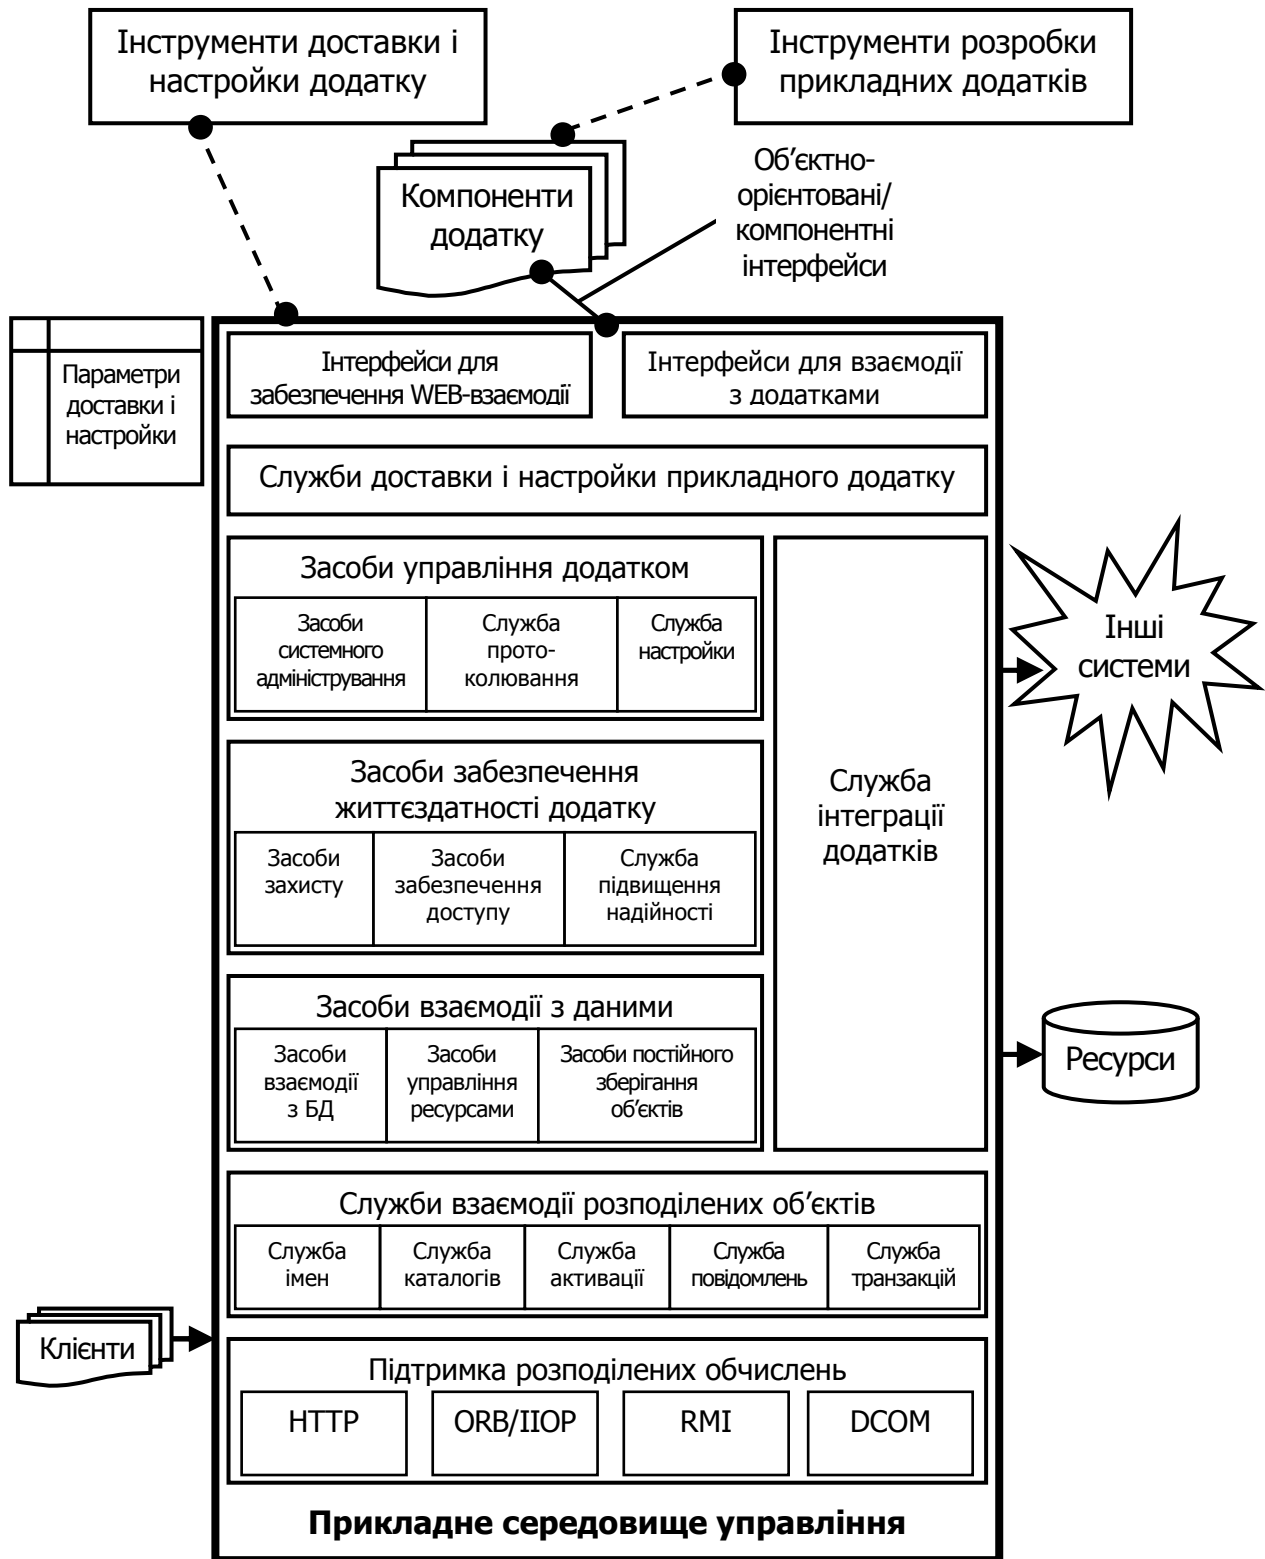 Інструменти доставки і
настройки додатку
Інструменти розробки
прикладних додатків
Компоненти
додатку
Об’єктно-
орієнтовані/
компонентні
інтерфейси
Параметри
доставки і
настройки
Інтерфейси для
забезпечення WEB-взаємодії
Інтерфейси для взаємодії
з додатками
Служби доставки і настройки прикладного додатку
Засоби управління додатком
Засоби
системного
адміністрування
Служба
прото-
колювання
Служба
настройки
Засоби забезпечення
життєздатності додатку
Засоби
захисту
Засоби
забезпечення
доступу
Служба
підвищення
надійності
Засоби взаємодії з даними
Засоби
взаємодії
з БД
Засоби
управління
ресурсами
Засоби постійного
зберігання
об’єктів
Служба
інтеграції
додатків
Інші
системи
Ресурси
Служби взаємодії розподілених об’єктів
Служба
імен
Служба
каталогів
Служба
активації
Служба
повідомлень
Служба
транзакцій
Клієнти
Підтримка розподілених обчислень
HTTP
ORB/IIOP
RMI
DCOM
Прикладне середовище управління